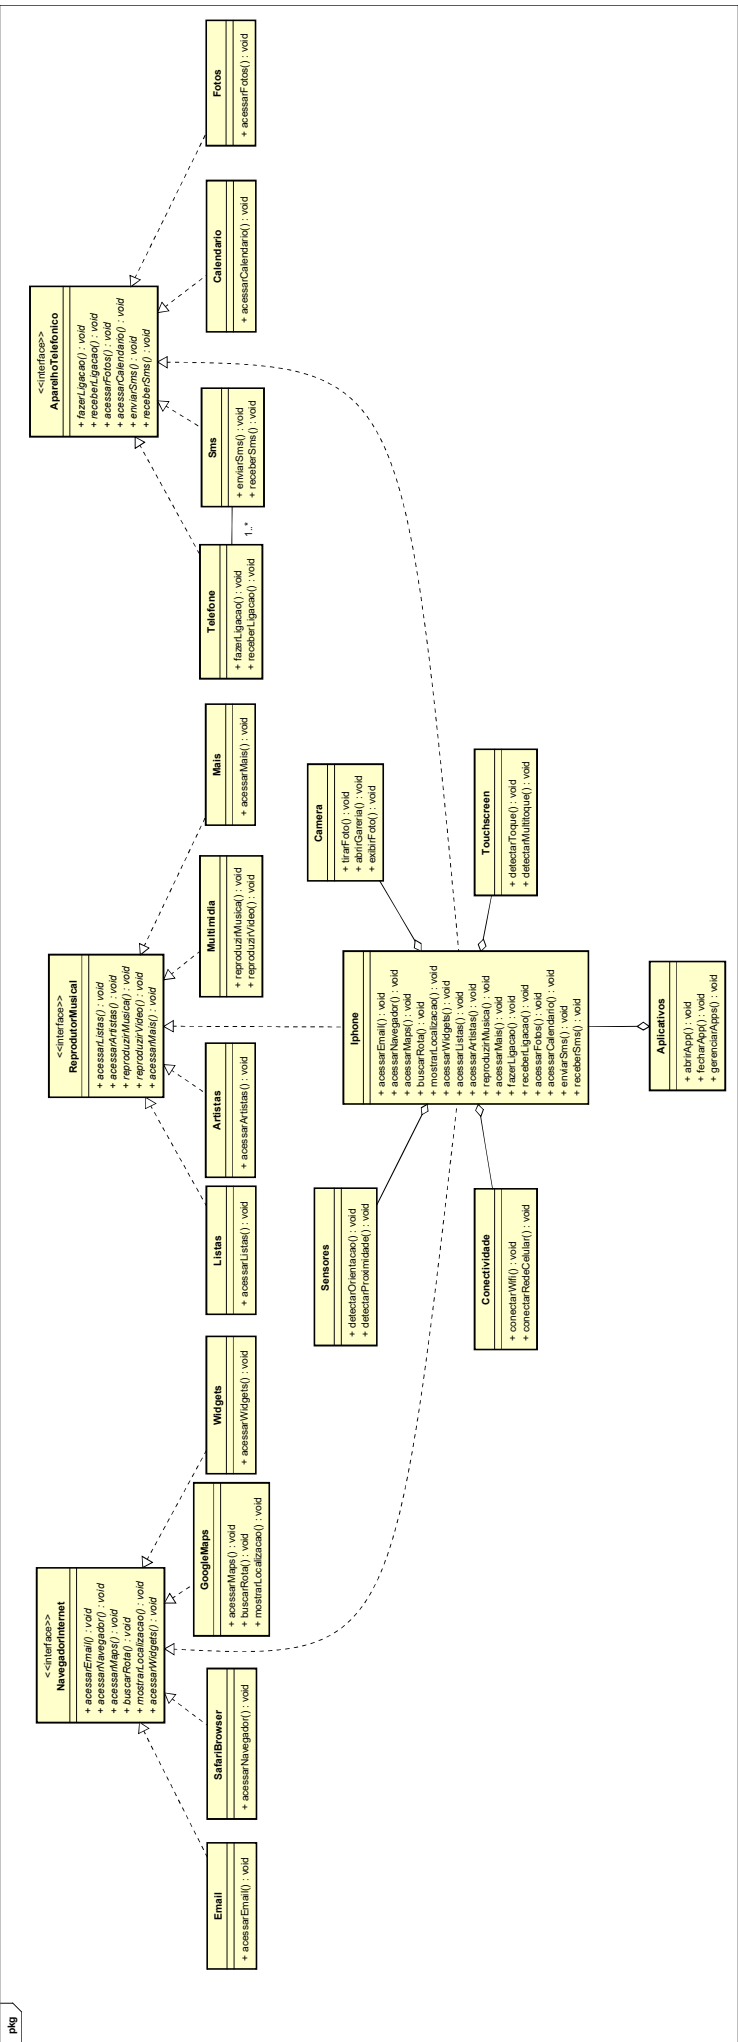 pkg
<<interface>>
NavegadorInternet
+ acessarEmail() : void
+ acessarNavegador() : void
+ acessarMaps() : void
+ buscarRota() : void
+ mostrarLocalizacao() : void
+ acessarWidgets() : void
<<interface>>
ReprodutorMusical
+ acessarListas() : void
+ acessarArtistas() : void
+ reproduzirMusica() : void
+ reproduzirVideo() : void
+ acessarMais() : void
<<interface>>
AparelhoTelefonico
+ fazerLigacao() : void
+ receberLigacao() : void
+ acessarFotos() : void
+ acessarCalendario() : void
+ enviarSms() : void
+ receberSms() : void
Email
+ acessarEmail() : void
SafariBrowser
+ acessarNavegador() : void
GoogleMaps
+ acessarMaps() : void
+ buscarRota() : void
+ mostrarLocalizacao() : void
Widgets
+ acessarWidgets() : void
Listas
+ acessarListas() : void
Artistas
+ acessarArtistas() : void
Multimidia
+ reproduzirMusica() : void
+ reproduzirVideo() : void
Mais
+ acessarMais() : void
Telefone
+ fazerLigacao() : void
+ receberLigacao() : void
1..*
Sms
+ enviarSms() : void
+ receberSms() : void
Calendario
+ acessarCalendario() : void
Fotos
+ acessarFotos() : void
Sensores
+ detectarOrientacao() : void
+ detectarProximidade() : void
Camera
+ tirarFoto() : void
+ abrirGareria() : void
+ exibirFoto() : void
Iphone
+ acessarEmail() : void
+ acessarNavegador() : void
+ acessarMaps() : void
+ buscarRota() : void
+ mostrarLocalizacao() : void
+ acessarWidgets() : void
+ acessarListas() : void
+ acessarArtistas() : void
+ reproduzirMusica() : void
+ acessarMais() : void
+ fazerLigacao() : void
+ receberLigacao() : void
+ acessarFotos() : void
+ acessarCalendario() : void
+ enviarSms() : void
+ receberSms() : void
Conectividade
+ conectarWifi() : void
+ conectarRedeCelular() : void
Touchscreen
+ detectarToque() : void
+ detectarMultitoque() : void
Aplicativos
+ abrirApp() : void
+ fecharApp() : void
+ gerenciarApps() : void